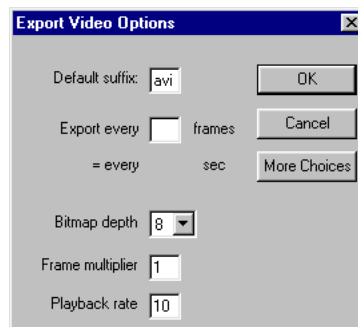 Export Video Options
Default suffix: avi OK
Export every frames Cancel
= every sec More Choices
Bitmap depth 8
Frame multiplier 1
Playback rate 10